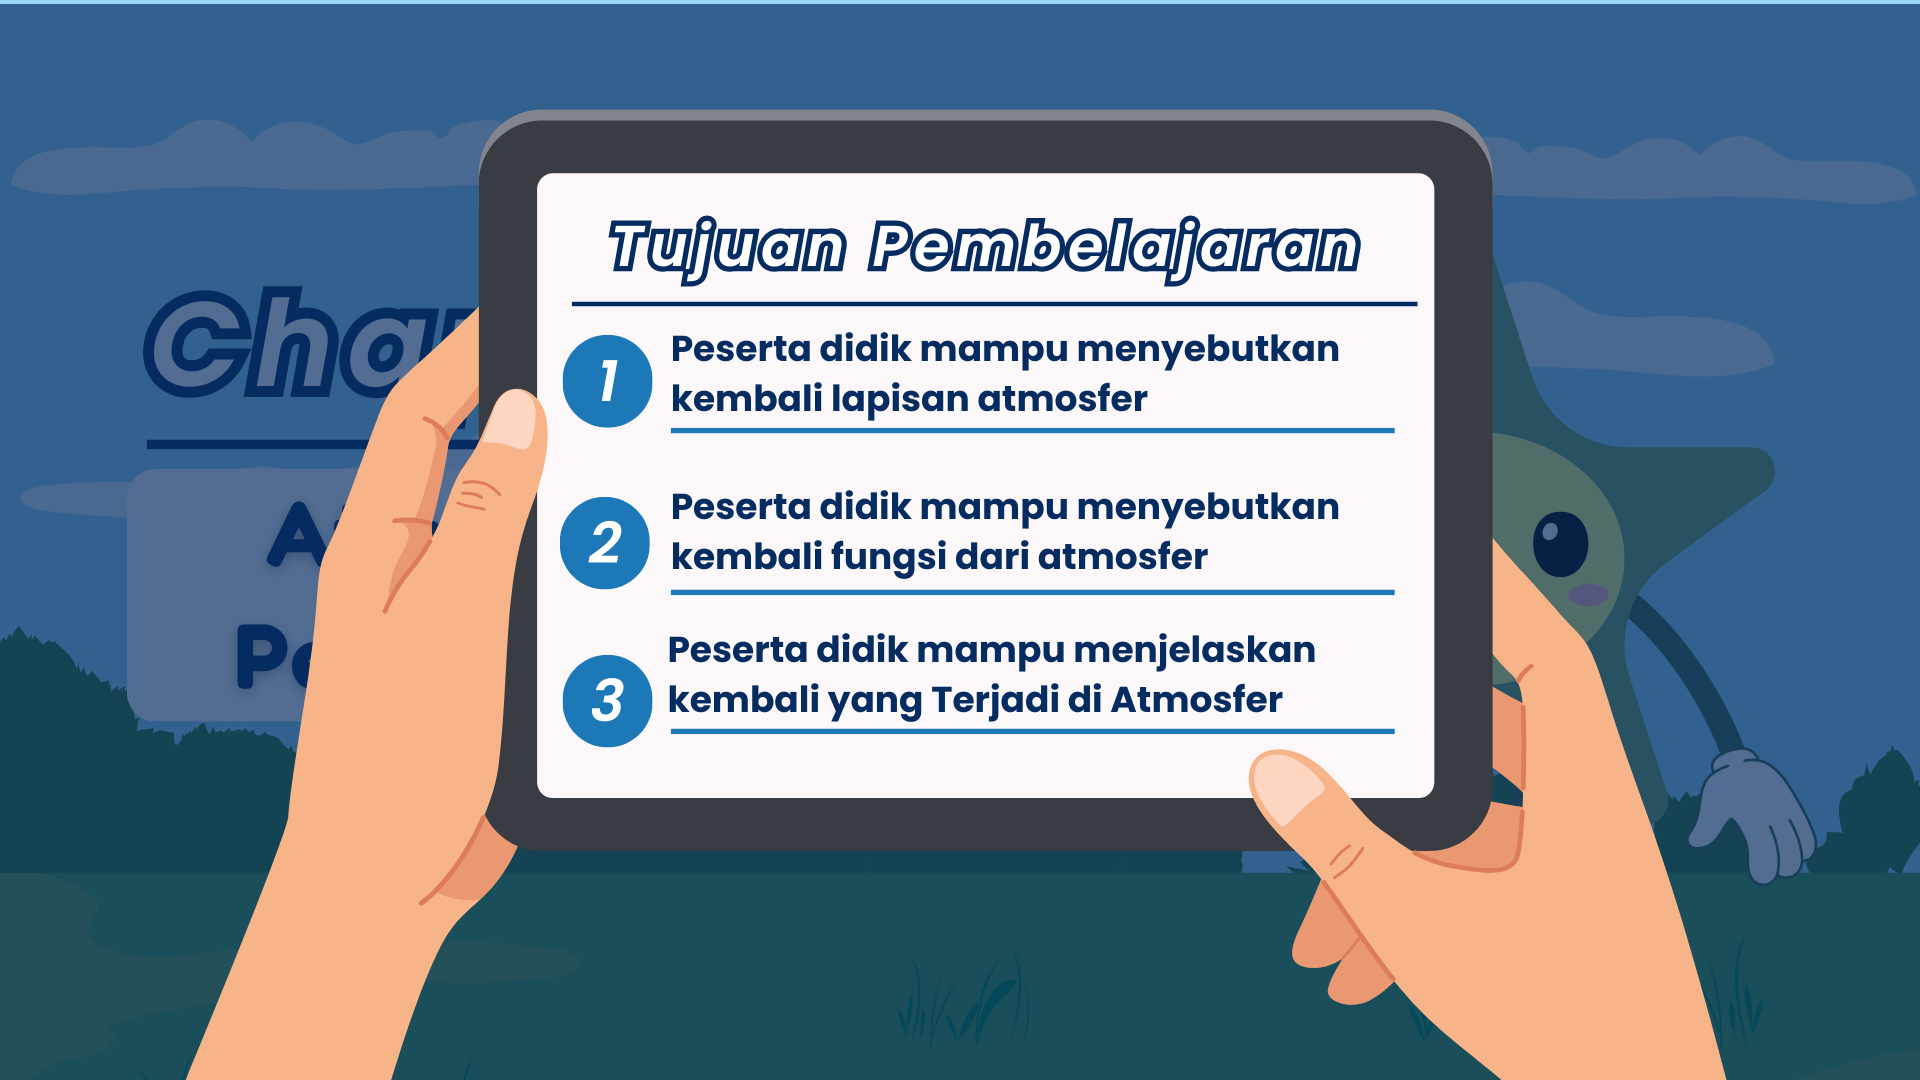 Tujuan Pembelajaran
1
Peserta didik mampu menyebutkan
kembali lapisan atmosfer
2
Peserta didik mampu menyebutkan
kembali fungsi dari atmosfer
3
Peserta didik mampu menjelaskan
kembali yang Terjadi di Atmosfer